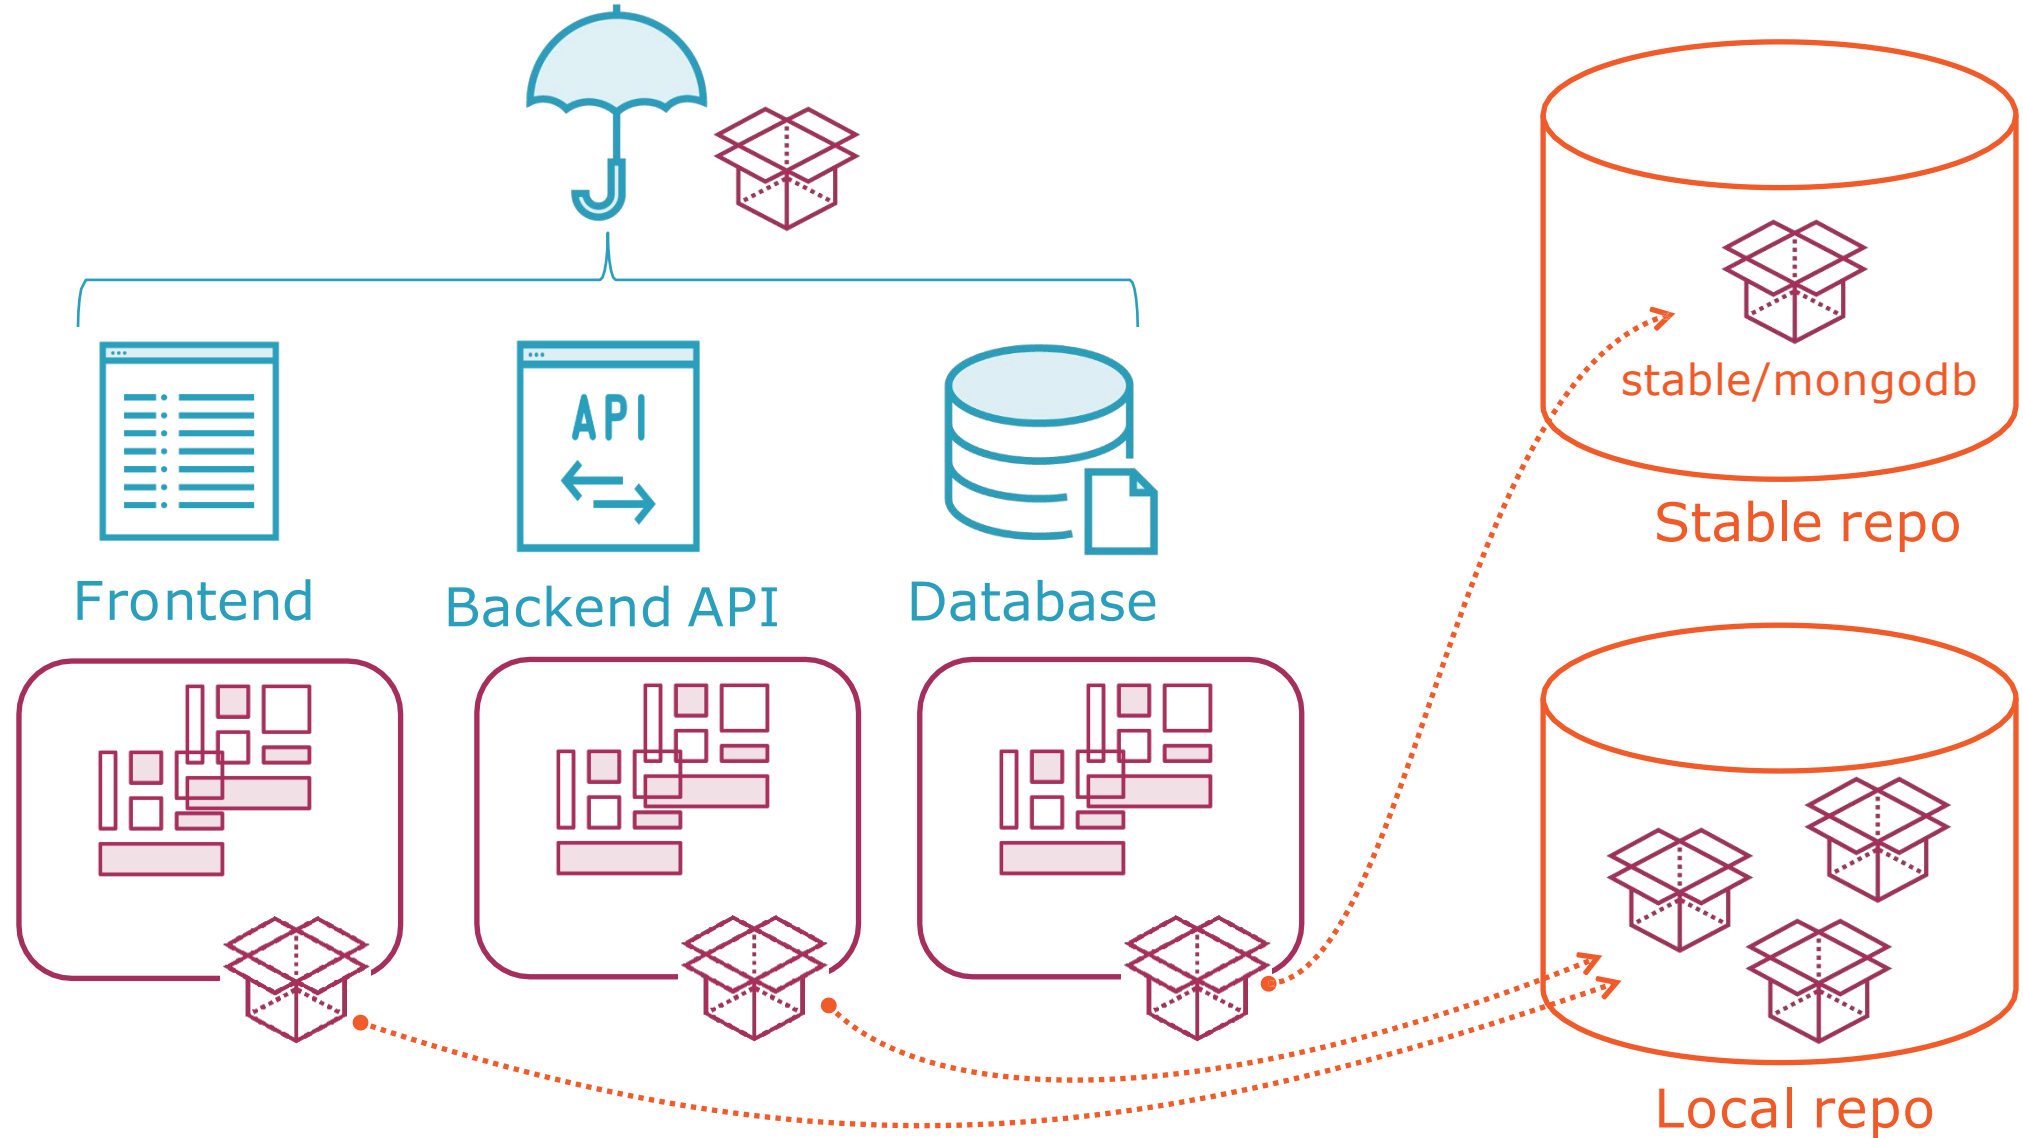 API
Frontend
Backend API
Database
stable/mongodb
Stable repo
Local repo